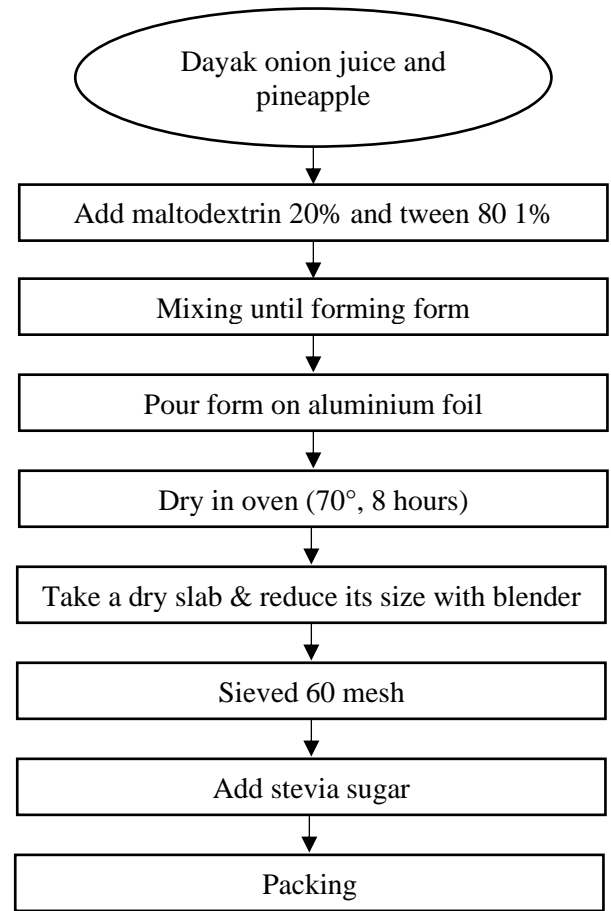 Dayak onion juice and
pineapple
Add maltodextrin 20% and tween 80 1%
Mixing until forming form
Pour form on aluminium foil
Dry in oven (70°, 8 hours)
Take a dry slab & reduce its size with blender
Sieved 60 mesh
Add stevia sugar
Packing